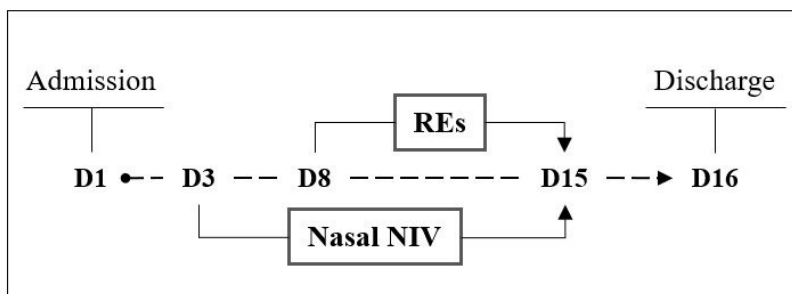 Admission Discharge
REs
D1 D3 D8 D15 D16
Nasal NIV